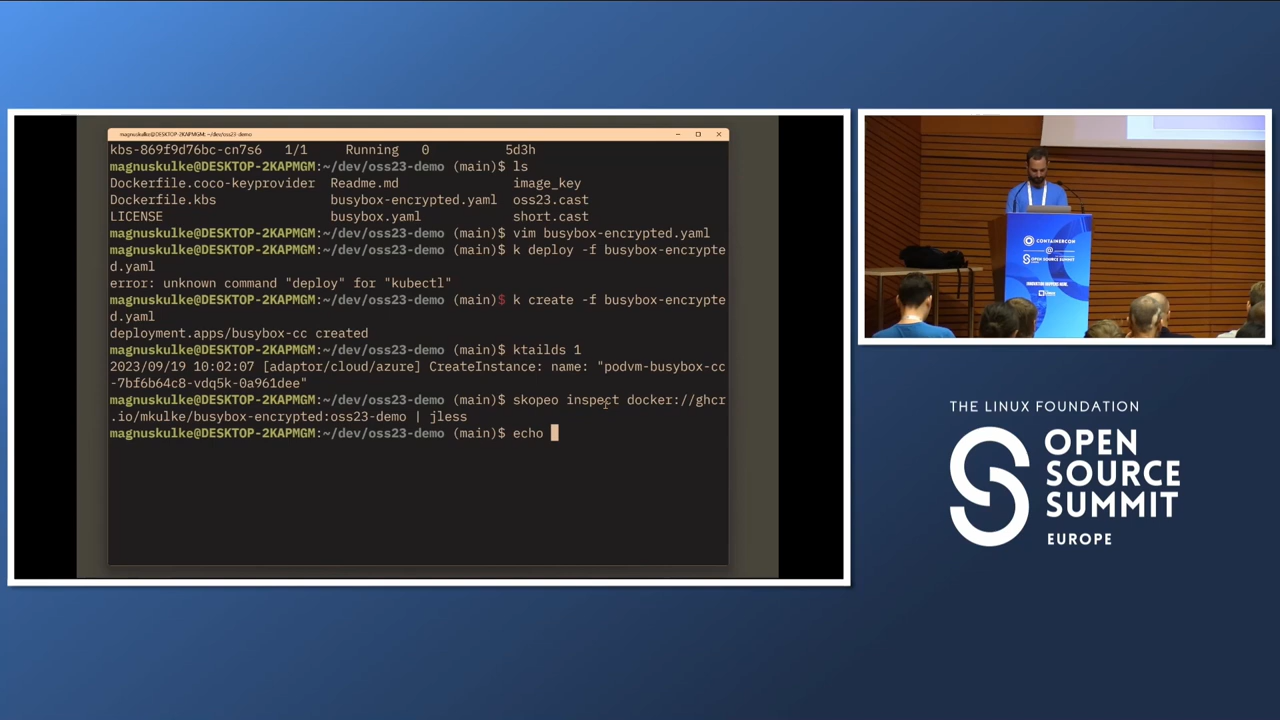 magnuskulke@DESKTOP-2KAPMGM: ~/dev/oss23-demo
kbs-869f9d76bc-cn7s6 1/1 Running 0 5d3h
magnuskulke@DESKTOP-2KAPMGM:~/dev/oss23-demo (main)$ ls
Dockerfile.coco-keyprovider Readme.md image_key
Dockerfile.kbs busybox-encrypted.yaml oss23.cast
LICENSE busybox.yaml short.cast
magnuskulke@DESKTOP-2KAPMGM:~/dev/oss23-demo (main)$ vim busybox-encrypted.yaml
magnuskulke@DESKTOP-2KAPMGM:~/dev/oss23-demo (main)$ k deploy -f busybox-encrypte
d.yaml
error: unknown command "deploy" for "kubectl"
magnuskulke@DESKTOP-2KAPMGM:~/dev/oss23-demo (main)$ k create -f busybox-encrypte
d.yaml
deployment.apps/busybox-cc created
magnuskulke@DESKTOP-2KAPMGM:~/dev/oss23-demo (main)$ ktailds 1
2023/09/19 10:02:07 [adaptor/cloud/azure] CreateInstance: name: "podvm-busybox-cc
-7bf6b64c8-vdq5k-0a961dee"
magnuskulke@DESKTOP-2KAPMGM:~/dev/oss23-demo (main)$ skopeo inspect docker://ghcr
.io/mkulke/busybox-encrypted:oss23-demo | jless
magnuskulke@DESKTOP-2KAPMGM:~/dev/oss23-demo (main)$ echo
CONTAINERCON
@
OPEN SOURCE SUMMIT
THE LINUX FOUNDATION
OPEN
SOURCE
SUMMIT
EUROPE